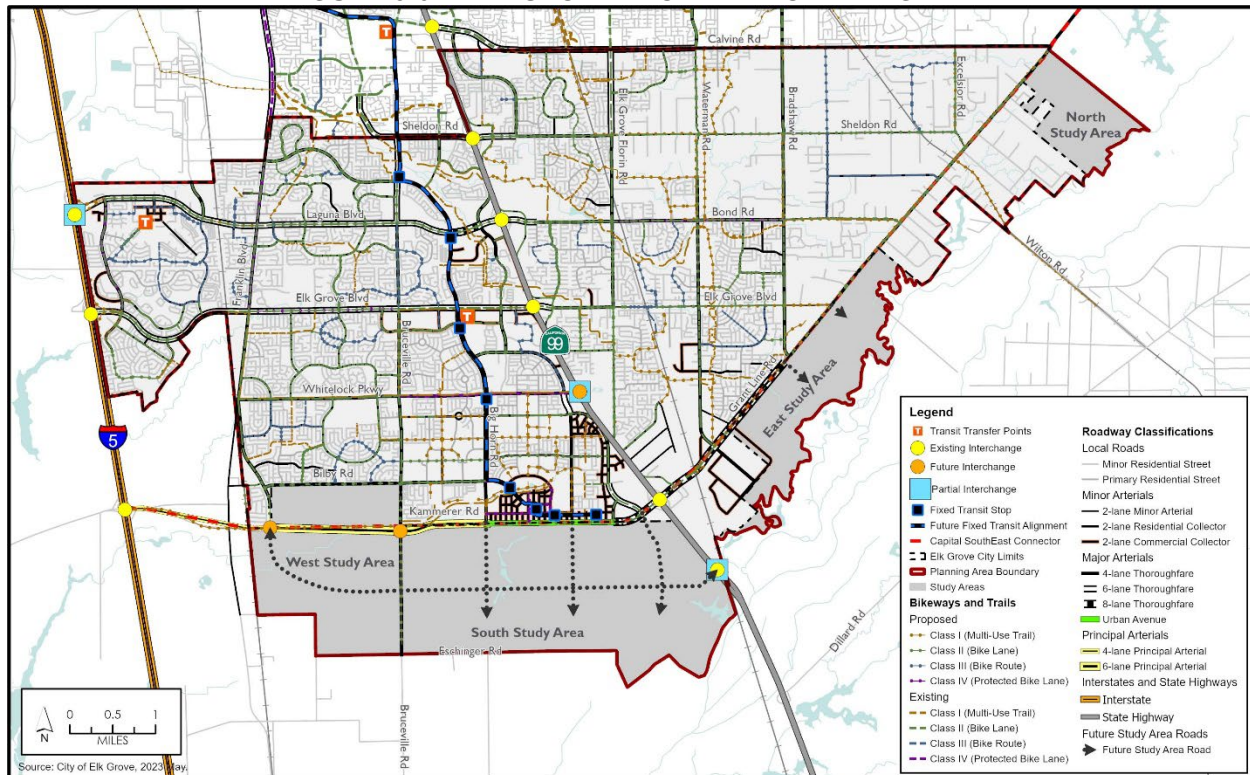 T
Calvine Rd
Excelsior Rd
Elk Grove Florin Rd
Waterman Rd
Bradshaw Rd
North
Study Area
Sheldon Rd
Sheldon Rd
Laguna Blvd
Bond Rd
T
Franklin Blvd
Wilton Rd
Elk Grove Blvd
Elk Grove Blvd
T
Bruceville Rd
CALIFORNIA
99
Whitelock Pkwy
Grant Line Rd
East Study Area
Big Horn Rd
5
Bilby Rd
Kammerer Rd
West Study Area
South Study Area
Eschinger Rd
Dillard Rd
Bruceville Rd
N
0 0.5 1
MILES
Source: City of Elk Grove, 2023 May.
Legend
T Transit Transfer Points
Existing Interchange
Future Interchange
Partial Interchange
Fixed Transit Stop
Future Fixed Transit Alignment
Capital SouthEast Connector
Elk Grove City Limits
Planning Area Boundary
Study Areas
Bikeways and Trails
Proposed
Class I (Multi-Use Trail)
Class II (Bike Lane)
Class III (Bike Route)
Class IV (Protected Bike Lane)
Existing
Class I (Multi-Use Trail)
Class II (Bike Lane)
Class III (Bike Route)
Class IV (Protected Bike Lane)
Roadway Classifications
Local Roads
Minor Residential Street
Primary Residential Street
Minor Arterials
2-lane Minor Arterial
2-lane Residential Collector
2-lane Commercial Collector
Major Arterials
4-lane Thoroughfare
6-lane Thoroughfare
8-lane Thoroughfare
Urban Avenue
Principal Arterials
4-lane Principal Arterial
6-lane Principal Arterial
Interstates and State Highways
Interstate
State Highway
Future Study Area Roads
Future Study Area Road